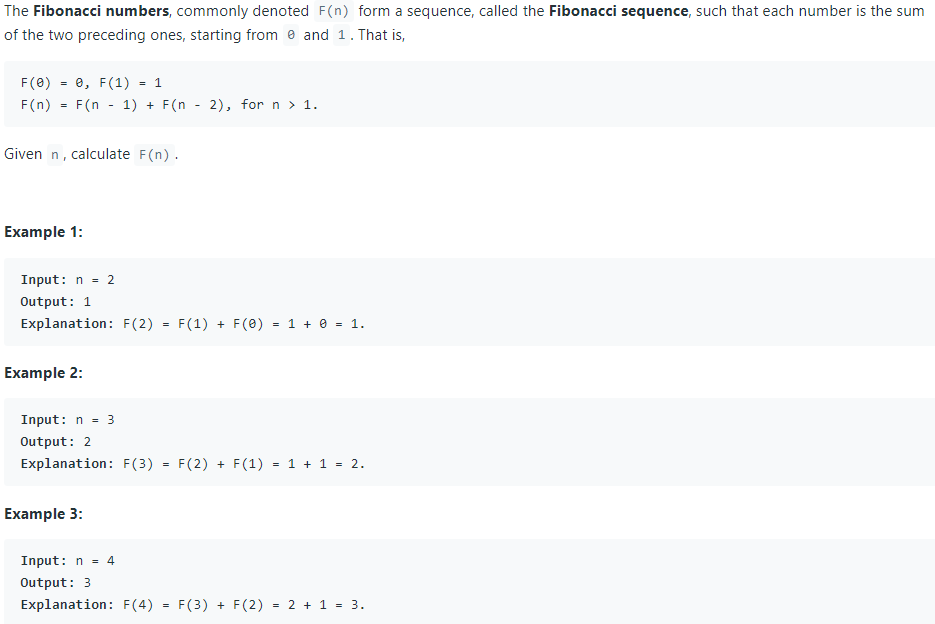 The Fibonacci numbers, commonly denoted F(n) form a sequence, called the Fibonacci sequence, such that each number is the sum
of the two preceding ones, starting from 0 and 1. That is,
F(0) = 0, F(1) = 1
F(n) = F(n - 1) + F(n - 2), for n > 1.
Given n, calculate F(n).
Example 1:
Input: n = 2
Output: 1
Explanation: F(2) = F(1) + F(0) = 1 + 0 = 1.
Example 2:
Input: n = 3
Output: 2
Explanation: F(3) = F(2) + F(1) = 1 + 1 = 2.
Example 3:
Input: n = 4
Output: 3
Explanation: F(4) = F(3) + F(2) = 2 + 1 = 3.